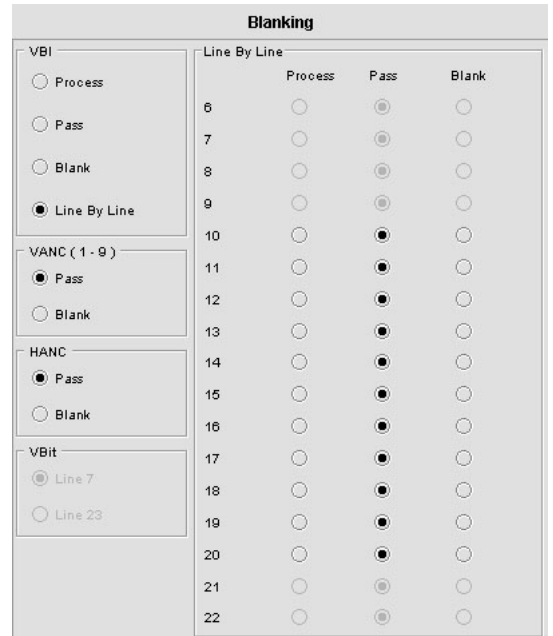 Blanking
VBI
Process
Pass
Blank
Line By Line
VANC ( 1 - 9 )
Pass
Blank
HANC
Pass
Blank
VBit
Line 7
Line 23
Line By Line
Process Pass Blank
6
7
8
9
10
11
12
13
14
15
16
17
18
19
20
21
22